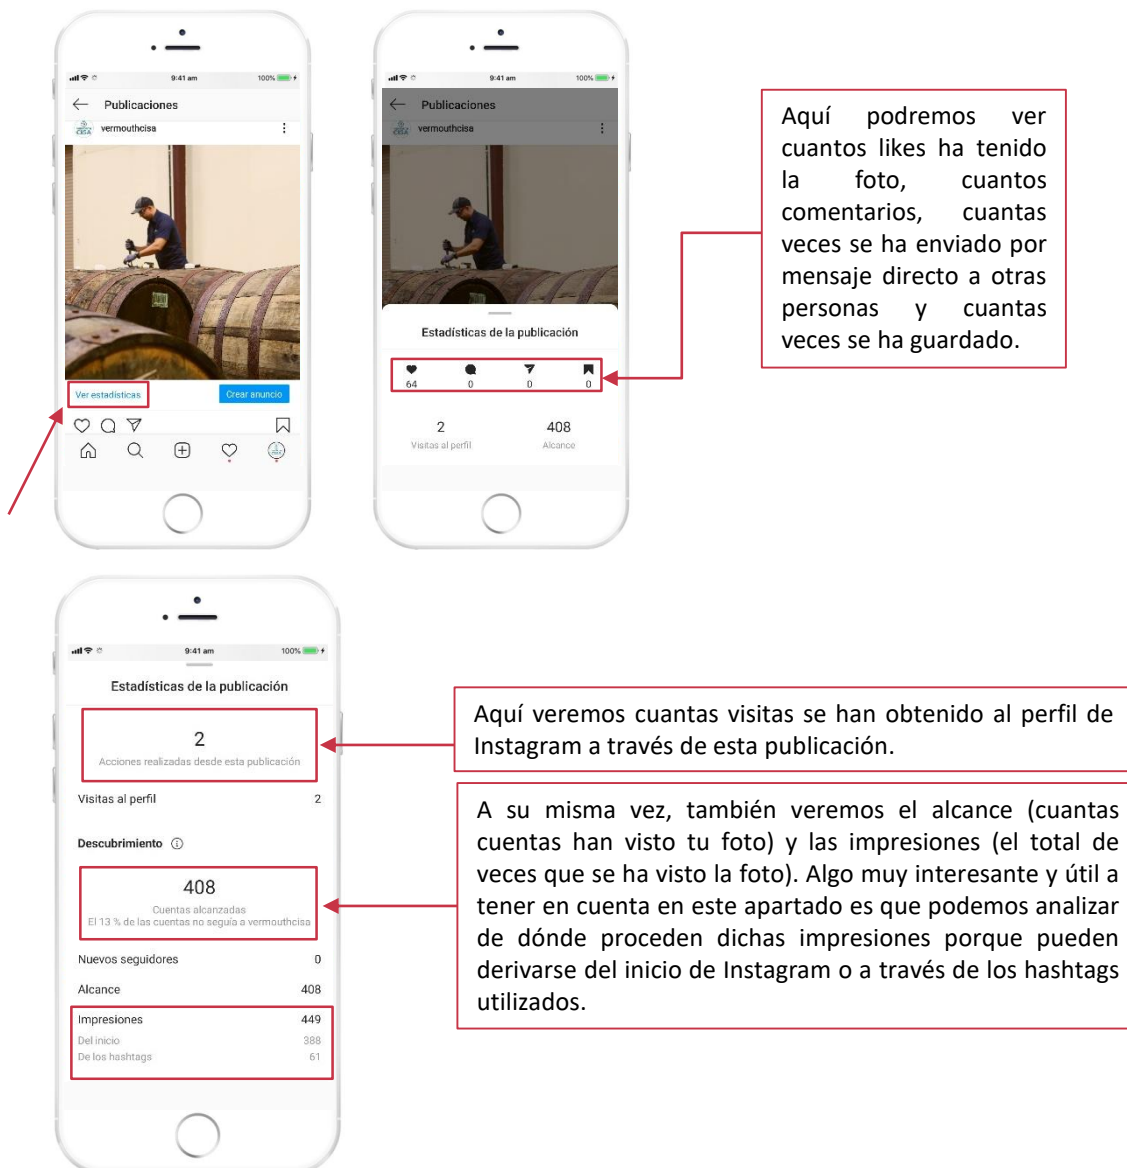 9:41 am
100%
Publicaciones
vermouthcisa
Ver estadísticas
Crear anuncio
9:41 am
100%
Publicaciones
vermouthcisa
Estadísticas de la publicación
64 0 0 0
2 408
Visitas al perfil Alcance
Aquí podremos ver
cuantos likes ha tenido
la foto, cuantos
comentarios, cuantas
veces se ha enviado por
mensaje directo a otras
personas y cuantas
veces se ha guardado.
9:41 am
100%
Estadísticas de la publicación
2
Acciones realizadas desde esta publicación
Visitas al perfil 2
Descubrimiento
408
Cuentas alcanzadas
El 13 % de las cuentas no seguía a vermouthcisa
Nuevos seguidores 0
Alcance 408
Impresiones 449
Del inicio 388
De los hashtags 61
Aquí veremos cuantas visitas se han obtenido al perfil de
Instagram a través de esta publicación.
A su misma vez, también veremos el alcance (cuantas
cuentas han visto tu foto) y las impresiones (el total de
veces que se ha visto la foto). Algo muy interesante y útil a
tener en cuenta en este apartado es que podemos analizar
de dónde proceden dichas impresiones porque pueden
derivarse del inicio de Instagram o a través de los hashtags
utilizados.